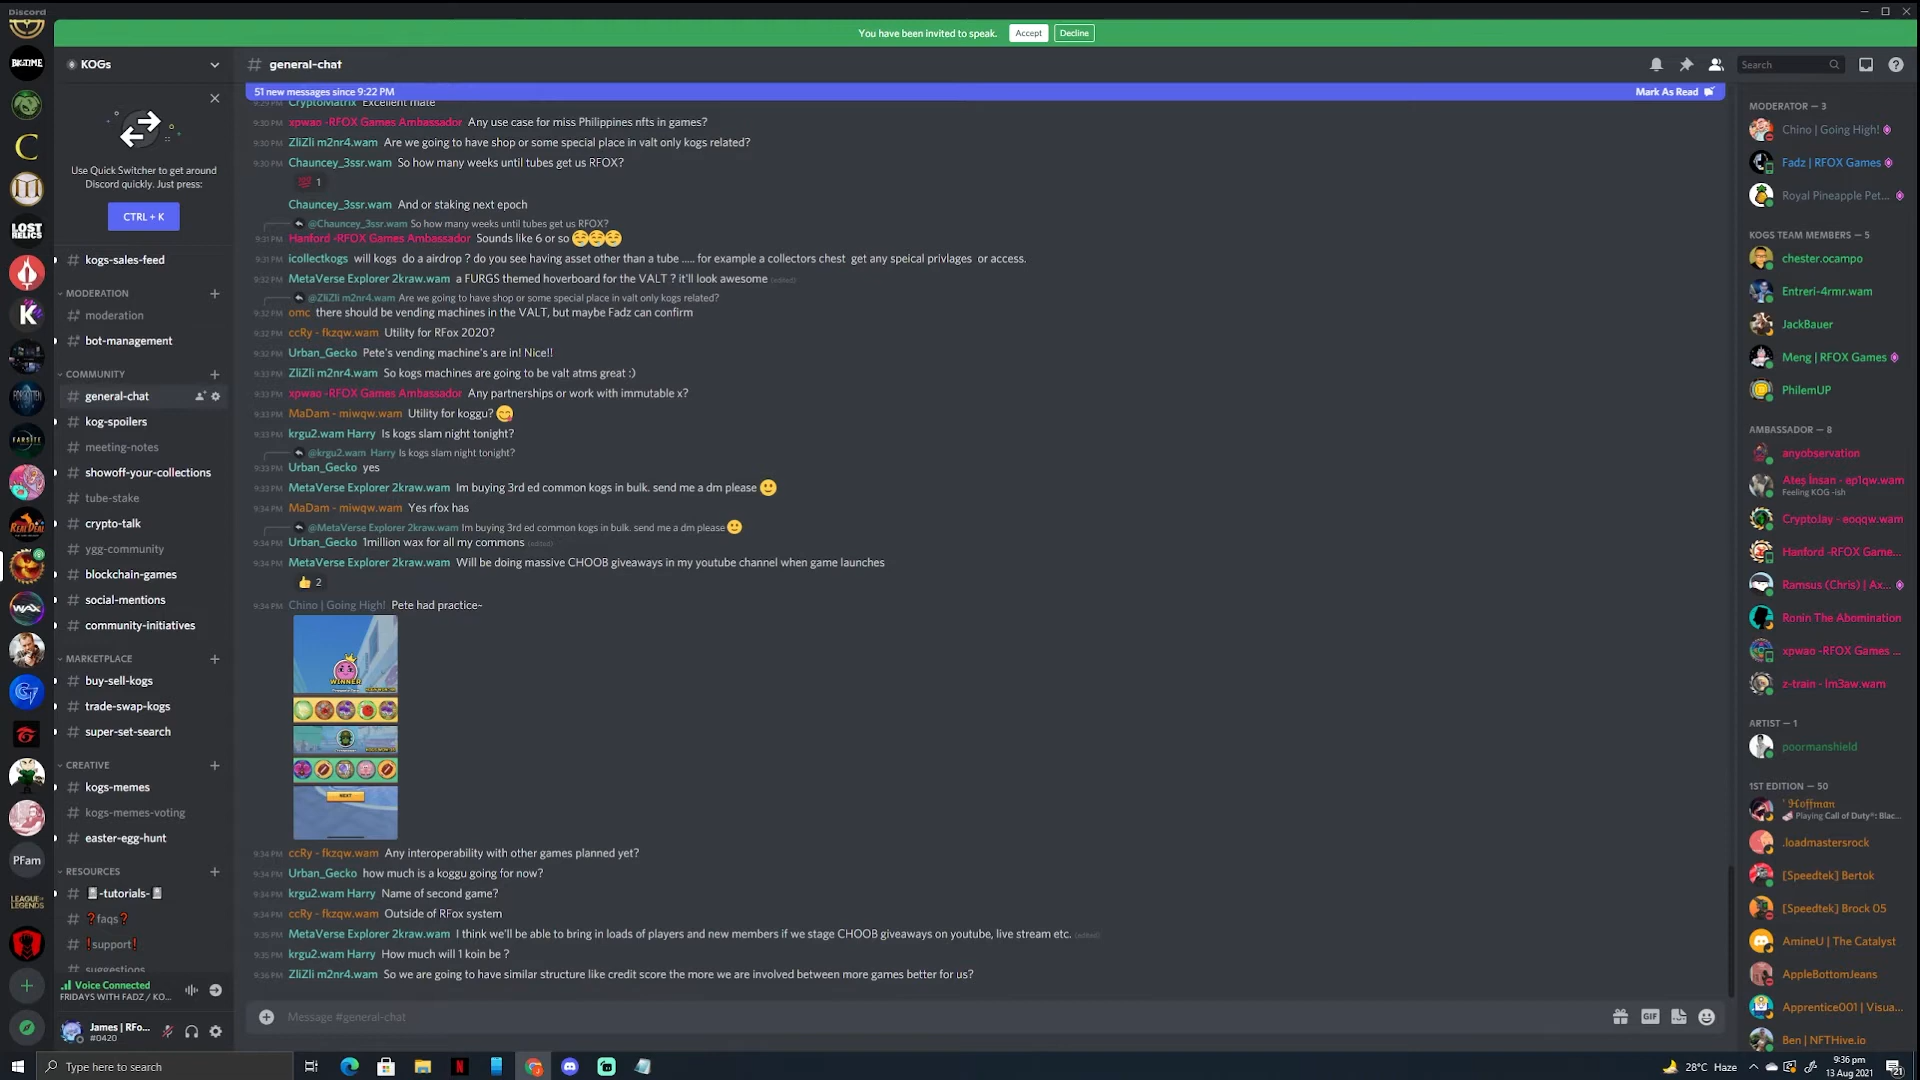 Discord
You have been invited to speak. Accept Decline
KOGs
# general-chat
Search
51 new messages since 9:22 PM Mark As Read
Use Quick Switcher to get around
Discord quickly. Just press:
CTRL + K
# kogs-sales-feed
MODERATION
# moderation
# bot-management
COMMUNITY
# general-chat
# kog-spoilers
# meeting-notes
# showoff-your-collections
# tube-stake
# crypto-talk
# ygg-community
# blockchain-games
# social-mentions
# community-initiatives
MARKETPLACE
# buy-sell-kogs
# trade-swap-kogs
# super-set-search
CREATIVE
# kogs-memes
# kogs-memes-voting
# easter-egg-hunt
RESOURCES
# -tutorials-
# ❓faqs❓
# ❗support❗
# suggestions
Voice Connected
FRIDAYS WITH FADZ / KO...
James | RFo...
#0420
BIGTIME
LOST
RELICS
FARSITE
WAX
PFam
LEAGUE OF
LEGENDS
9:29 PM CryptoMatrix Excellent mate
9:30 PM xpwao -RFOX Games Ambassador Any use case for miss Philippines nfts in games?
9:30 PM ZliZli m2nr4.wam Are we going to have shop or some special place in valt only kogs related?
9:30 PM Chauncey_3ssr.wam So how many weeks until tubes get us RFOX?
💯 1
Chauncey_3ssr.wam And or staking next epoch
@Chauncey_3ssr.wam So how many weeks until tubes get us RFOX?
9:31 PM Hanford -RFOX Games Ambassador Sounds like 6 or so ☺️☺️☺️
9:31 PM icollectkogs will kogs do a airdrop ? do you see having asset other than a tube ..... for example a collectors chest get any speical privlages or access.
9:32 PM MetaVerse Explorer 2kraw.wam a FURGS themed hoverboard for the VALT ? it'll look awesome (edited)
@ZliZli m2nr4.wam Are we going to have shop or some special place in valt only kogs related?
9:32 PM omc there should be vending machines in the VALT, but maybe Fadz can confirm
9:32 PM ccRy - fkzqw.wam Utility for RFox 2020?
9:32 PM Urban_Gecko Pete's vending machine's are in! Nice!!
9:33 PM ZliZli m2nr4.wam So kogs machines are going to be valt atms great :)
9:33 PM xpwao -RFOX Games Ambassador Any partnerships or work with immutable x?
9:33 PM MaDam - miwqw.wam Utility for koggu? 😋
9:33 PM krgu2.wam Harry Is kogs slam night tonight?
@krgu2.wam Harry Is kogs slam night tonight?
9:33 PM Urban_Gecko yes
9:33 PM MetaVerse Explorer 2kraw.wam Im buying 3rd ed common kogs in bulk. send me a dm please 🙂
9:34 PM MaDam - miwqw.wam Yes rfox has
@MetaVerse Explorer 2kraw.wam Im buying 3rd ed common kogs in bulk. send me a dm please 🙂
9:34 PM Urban_Gecko 1million wax for all my commons (edited)
9:34 PM MetaVerse Explorer 2kraw.wam Will be doing massive CHOOB giveaways in my youtube channel when game launches
👍 2
9:34 PM Chino | Going High! Pete had practice~
WINNER
NEXT
9:34 PM ccRy - fkzqw.wam Any interoperability with other games planned yet?
9:34 PM Urban_Gecko how much is a koggu going for now?
9:34 PM krgu2.wam Harry Name of second game?
9:34 PM ccRy - fkzqw.wam Outside of RFox system
9:35 PM MetaVerse Explorer 2kraw.wam I think we'll be able to bring in loads of players and new members if we stage CHOOB giveaways on youtube, live stream etc. (edited)
9:35 PM krgu2.wam Harry How much will 1 koin be ?
9:36 PM ZliZli m2nr4.wam So we are going to have similar structure like credit score the more we are involved between more games better for us?
Message #general-chat
GIF
MODERATOR — 3
Chino | Going High!
Fadz | RFOX Games
Royal Pineapple Pet...
KOGS TEAM MEMBERS — 5
chester.ocampo
Entreri-4rmr.wam
JackBauer
Meng | RFOX Games
PhilemUP
AMBASSADOR — 8
anyobservation
Ateş İnsan - ep1qw.wam
Feeling KOG -ish
CryptoJay - eoqqw.wam
Hanford -RFOX Game...
Ramsus (Chris) | Ax...
Ronin The Abomination
xpwao -RFOX Games ...
z-train - lm3aw.wam
ARTIST — 1
poormanshield
1ST EDITION — 50
' ℋoffman
Playing Call of Duty®: Blac...
.loadmastersrock
[Speedtek] Bertok
[Speedtek] Brock 05
AmineU | The Catalyst
AppleBottomJeans
Apprentice001 | Visua...
Ben | NFTHive.io
Type here to search
28°C Haze
9:36 pm
13 Aug 2021
21